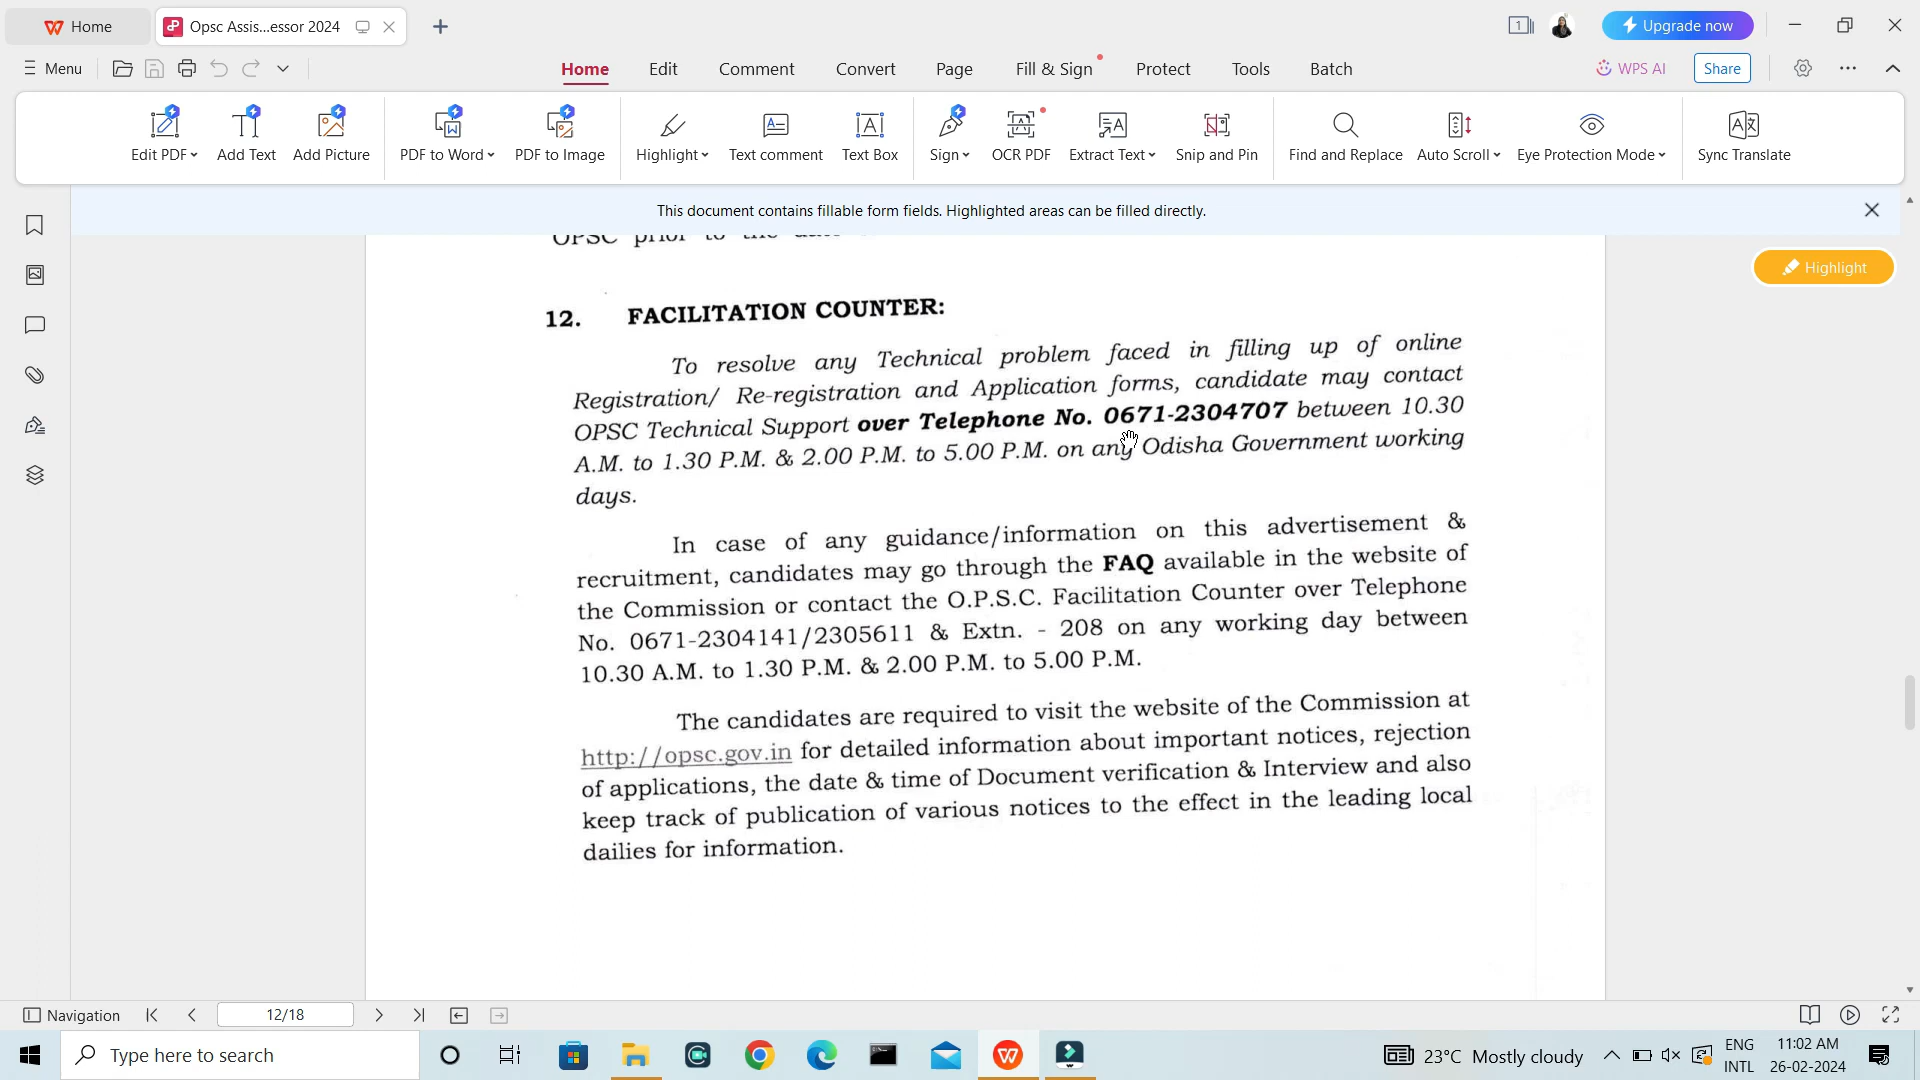 Home
Opsc Assis...essor 2024
1
Upgrade now
Menu
Home
Edit
Comment
Convert
Page
Fill & Sign
Protect
Tools
Batch
WPS AI
Share
Edit PDF
Add Text
Add Picture
PDF to Word
PDF to Image
Highlight
Text comment
Text Box
Sign
OCR PDF
Extract Text
Snip and Pin
Find and Replace
Auto Scroll
Eye Protection Mode
Sync Translate
This document contains fillable form fields. Highlighted areas can be filled directly.
Highlight
OPSC prior to the
12. FACILITATION COUNTER:
To resolve any Technical problem faced in filling up of online
Registration/ Re-registration and Application forms, candidate may contact
OPSC Technical Support over Telephone No. 0671-2304707 between 10.30
A.M. to 1.30 P.M. & 2.00 P.M. to 5.00 P.M. on any Odisha Government working
days.
In case of any guidance/information on this advertisement &
recruitment, candidates may go through the FAQ available in the website of
the Commission or contact the O.P.S.C. Facilitation Counter over Telephone
No. 0671-2304141/2305611 & Extn. - 208 on any working day between
10.30 A.M. to 1.30 P.M. & 2.00 P.M. to 5.00 P.M.
The candidates are required to visit the website of the Commission at
http://opsc.gov.in for detailed information about important notices, rejection
of applications, the date & time of Document verification & Interview and also
keep track of publication of various notices to the effect in the leading local
dailies for information.
Navigation
12/18
Type here to search
23°C Mostly cloudy
ENG
INTL
11:02 AM
26-02-2024